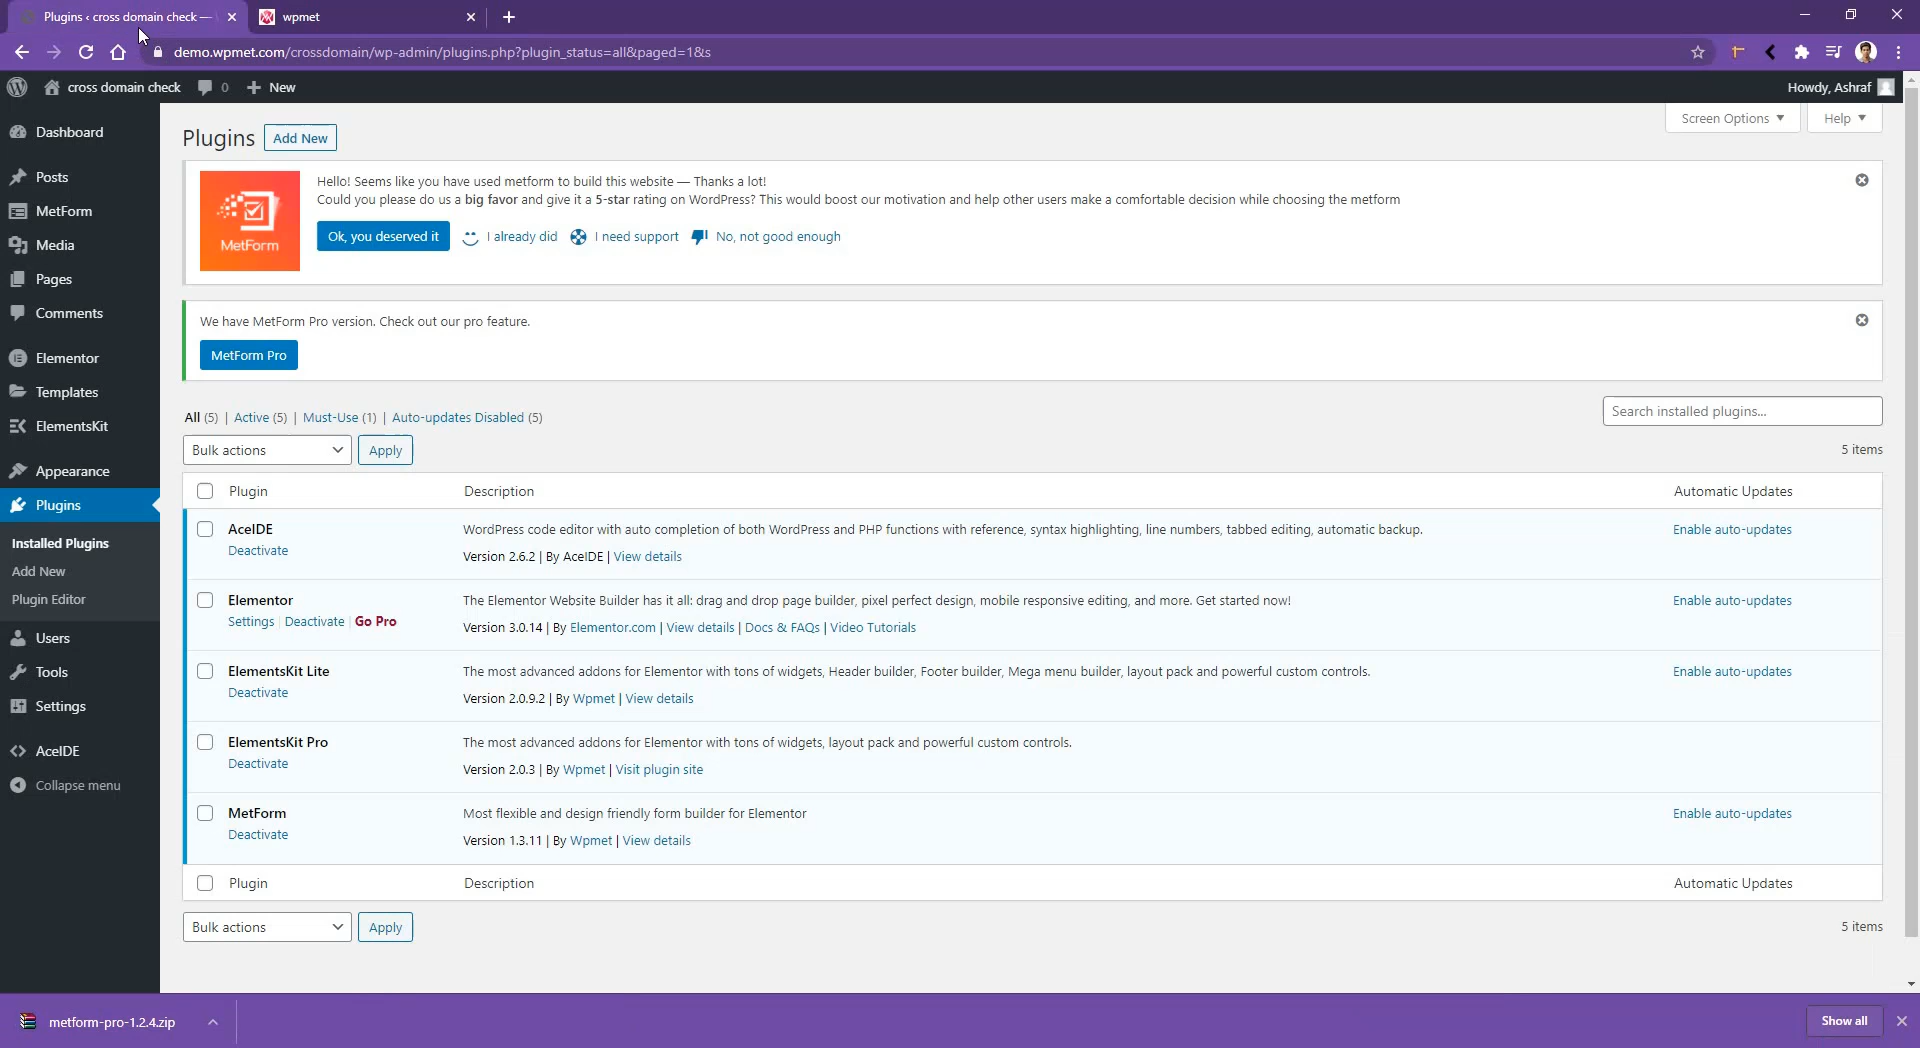 Plugins ‹ cross domain check —
wpmet
demo.wpmet.com/crossdomain/wp-admin/plugins.php?plugin_status=all&paged=1&s
cross domain check
0
New
Howdy, Ashraf
Dashboard
Posts
MetForm
Media
Pages
Comments
Elementor
Templates
ElementsKit
Appearance
Plugins
Installed Plugins
Add New
Plugin Editor
Users
Tools
Settings
AceIDE
Collapse menu
Plugins
Add New
Screen Options
Help
MetForm
Hello! Seems like you have used metform to build this website — Thanks a lot!
Could you please do us a big favor and give it a 5-star rating on WordPress? This would boost our motivation and help other users make a comfortable decision while choosing the metform
Ok, you deserved it
I already did
I need support
No, not good enough
We have MetForm Pro version. Check out our pro feature.
MetForm Pro
All (5) | Active (5) | Must-Use (1) | Auto-updates Disabled (5)
Search installed plugins...
Bulk actions
Apply
5 items
Plugin Description Automatic Updates
AceIDE
Deactivate
WordPress code editor with auto completion of both WordPress and PHP functions with reference, syntax highlighting, line numbers, tabbed editing, automatic backup.
Version 2.6.2 | By AceIDE | View details
Enable auto-updates
Elementor
Settings | Deactivate | Go Pro
The Elementor Website Builder has it all: drag and drop page builder, pixel perfect design, mobile responsive editing, and more. Get started now!
Version 3.0.14 | By Elementor.com | View details | Docs & FAQs | Video Tutorials
Enable auto-updates
ElementsKit Lite
Deactivate
The most advanced addons for Elementor with tons of widgets, Header builder, Footer builder, Mega menu builder, layout pack and powerful custom controls.
Version 2.0.9.2 | By Wpmet | View details
Enable auto-updates
ElementsKit Pro
Deactivate
The most advanced addons for Elementor with tons of widgets, layout pack and powerful custom controls.
Version 2.0.3 | By Wpmet | Visit plugin site
MetForm
Deactivate
Most flexible and design friendly form builder for Elementor
Version 1.3.11 | By Wpmet | View details
Enable auto-updates
Plugin Description Automatic Updates
Bulk actions
Apply
5 items
metform-pro-1.2.4.zip
Show all